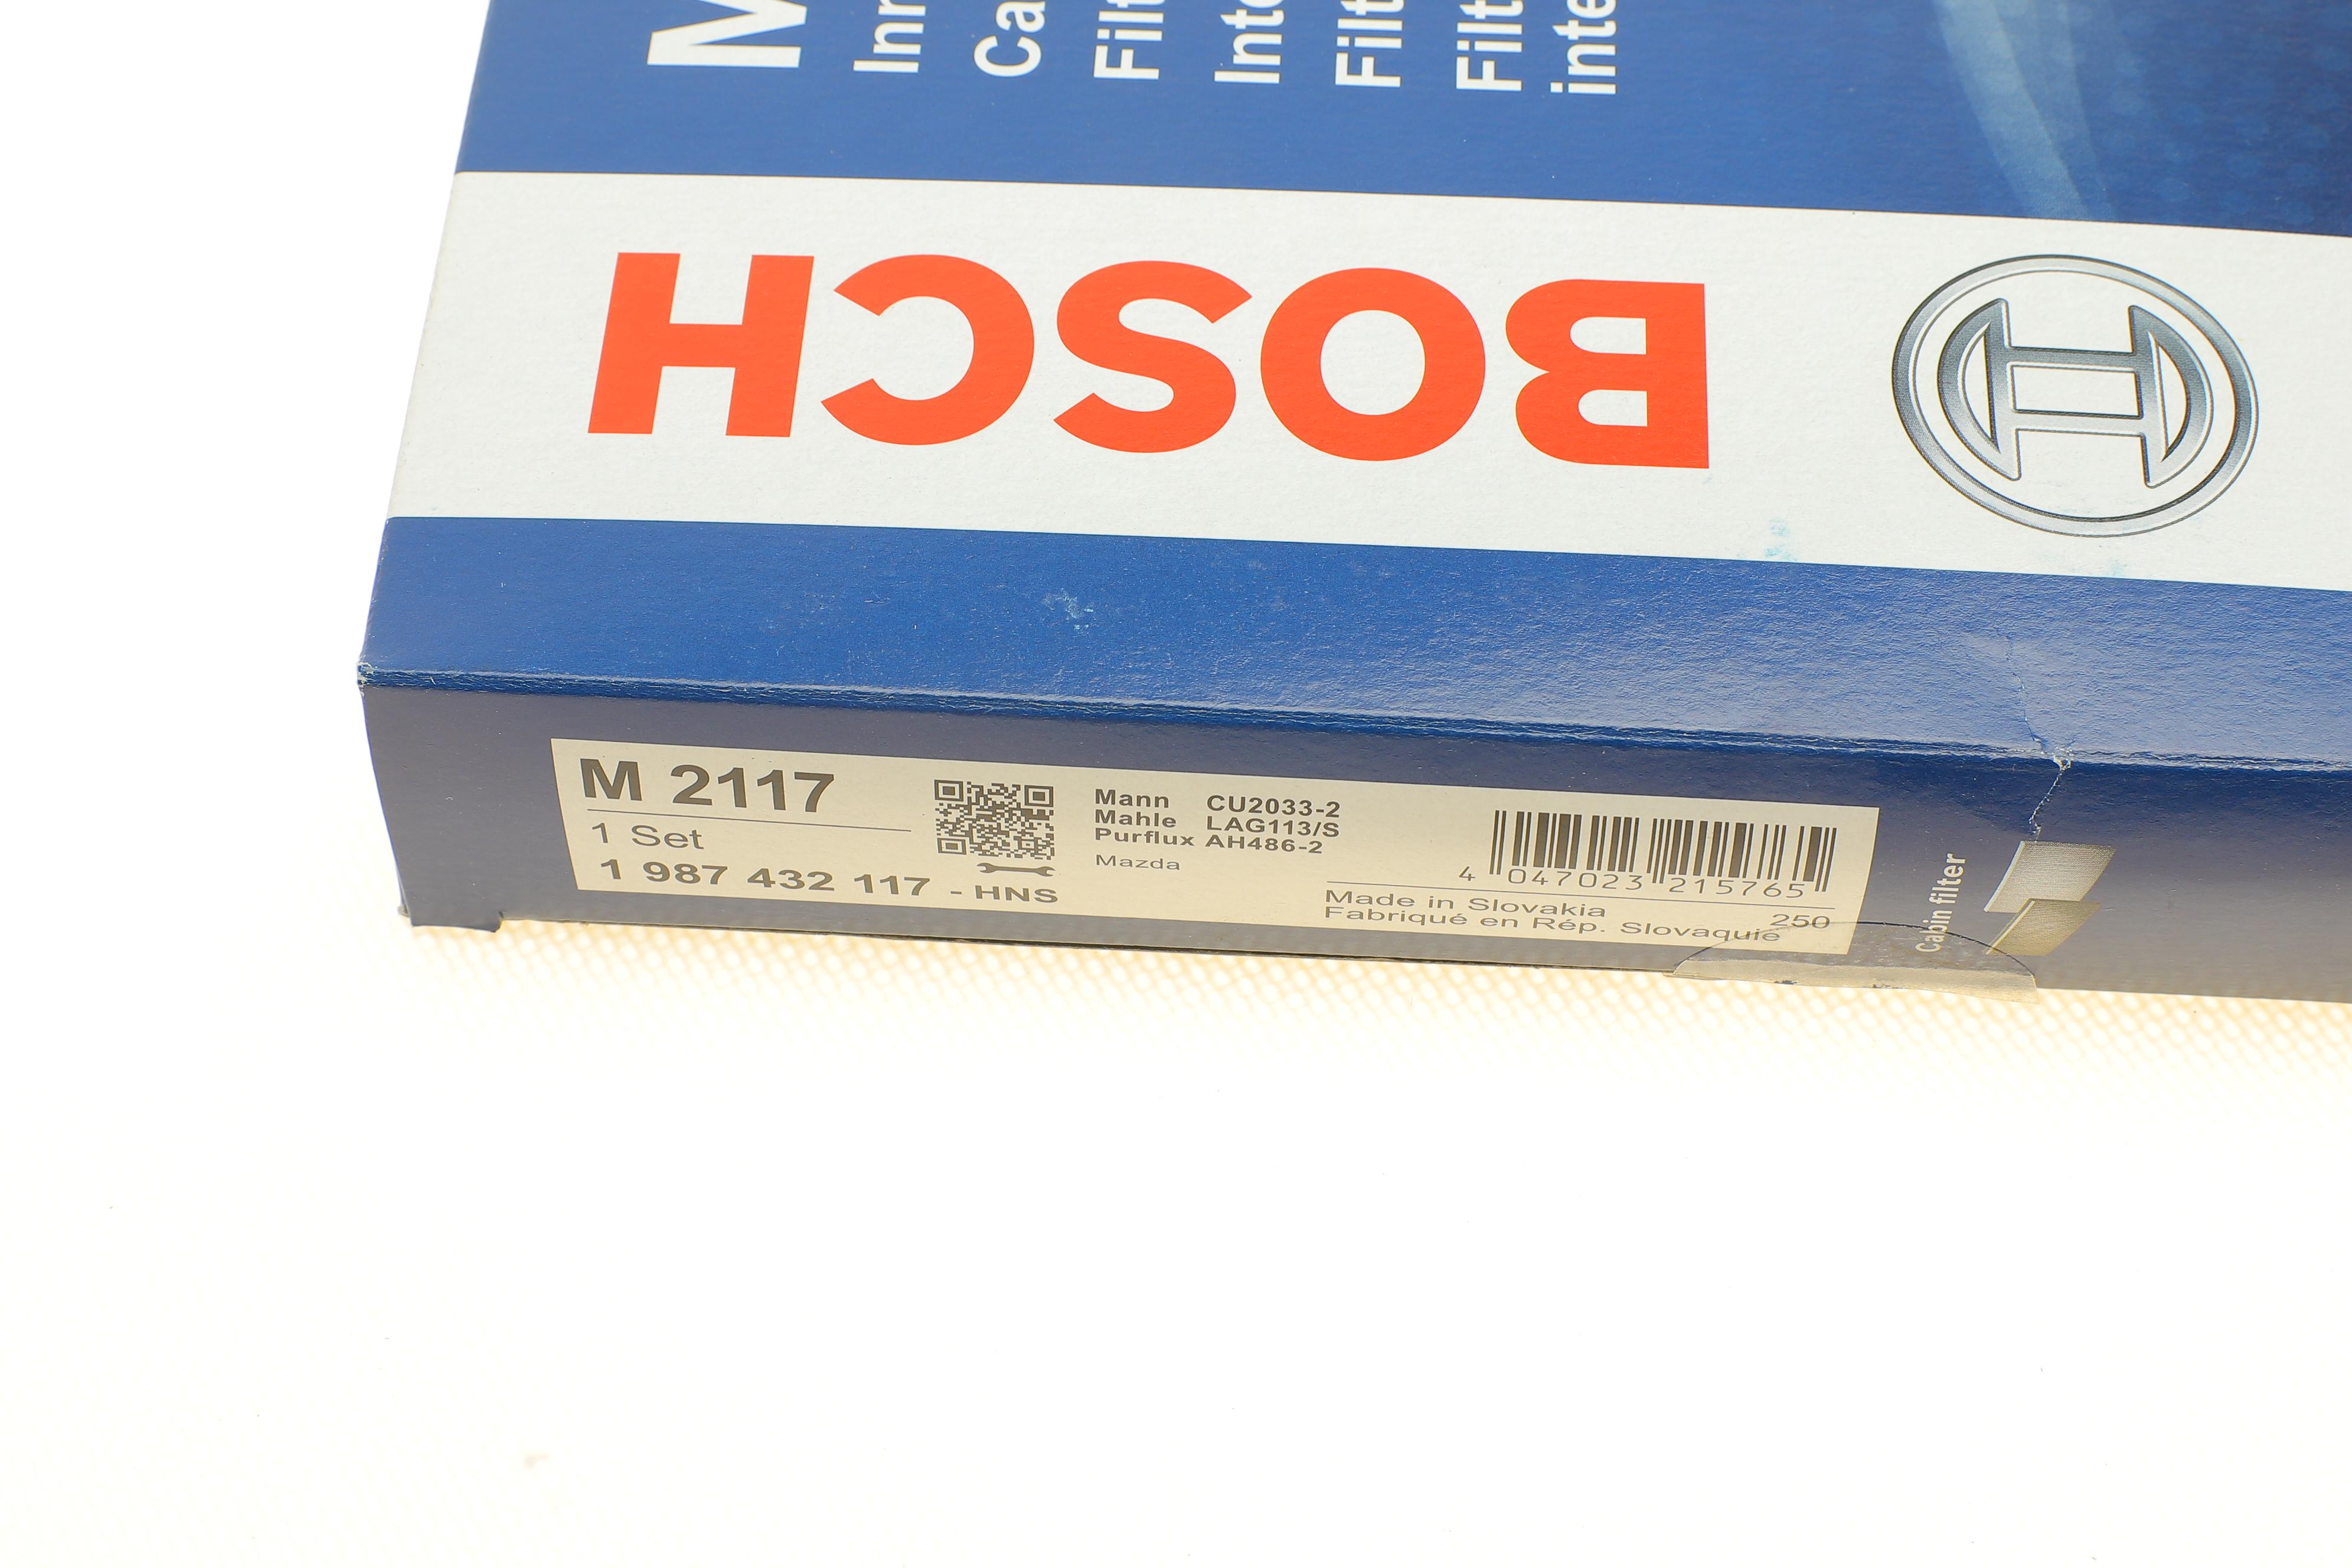 BOSCH
M 2117
1 Set
1 987 432 117 - HNS
Mann CU2033-2
Mahle LAG113/S
Purflux AH486-2
Mazda
4 047023 215765
Made in Slovakia
250
Fabriqué en Rép. Slovaquie
Cabin filter